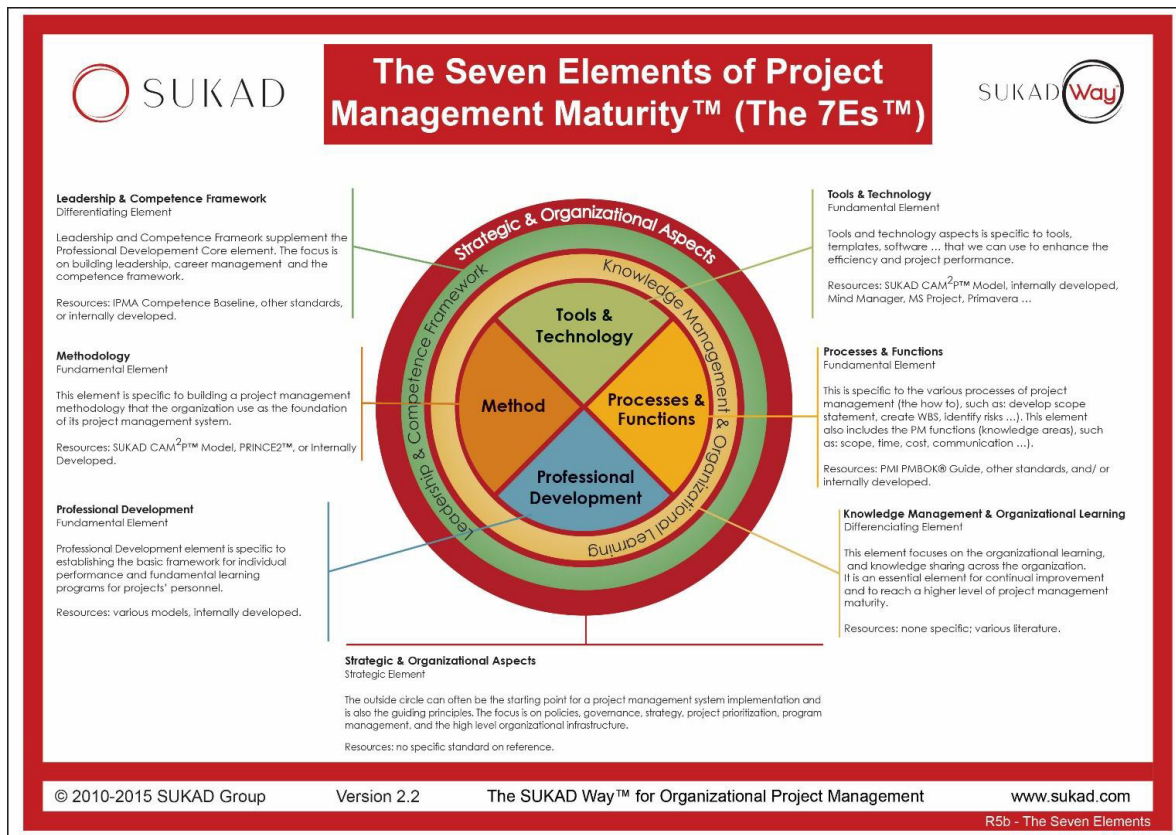 SUKAD
The Seven Elements of Project
Management Maturity™ (The 7Es™)
SUKAD Way™
Leadership & Competence Framework
Differentiating Element
Leadership and Competence Frameork supplement the
Professional Developement Core element. The focus is
on building leadership, career management and the
competence framework.
Resources: IPMA Competence Baseline, other standards,
or internally developed.
Methodology
Fundamental Element
This element is specific to building a project management
methodology that the organization use as the foundation
of its project management system.
Resources: SUKAD CAM²P™ Model, PRINCE2™, or Internally
Developed.
Professional Development
Fundamental Element
Professional Development element is specific to
establishing the basic framework for individual
performance and fundamental learning
programs for projects' personnel.
Resources: various models, internally developed.
Strategic & Organizational Aspects
Leadership & Competence Framework
Knowledge Management & Organizational Learning
Tools &
Technology
Method
Processes &
Functions
Professional
Development
Tools & Technology
Fundamental Element
Tools and technology aspects is specific to tools,
templates, software ... that we can use to enhance the
efficiency and project performance.
Resources: SUKAD CAM²P™ Model, internally developed,
Mind Manager, MS Project, Primavera ...
Processes & Functions
Fundamental Element
This is specific to the various processes of project
management (the how to), such as: develop scope
statement, create WBS, identify risks ...). This element
also includes the PM functions (knowledge areas), such
as: scope, time, cost, communication ...).
Resources: PMI PMBOK® Guide, other standards, and/ or
internally developed.
Knowledge Management & Organizational Learning
Differenciating Element
This element focuses on the organizational learning,
and knowledge sharing across the organization.
It is an essential element for continual improvement
and to reach a higher level of project management
maturity.
Resources: none specific; various literature.
Strategic & Organizational Aspects
Strategic Element
The outside circle can often be the starting point for a project management system implementation and
is also the guiding principles. The focus is on policies, governance, strategy, project prioritization, program
management, and the high level organizational infrastructure.
Resources: no specific standard on reference.
© 2010-2015 SUKAD Group Version 2.2 The SUKAD Way™ for Organizational Project Management www.sukad.com
R5b - The Seven Elements